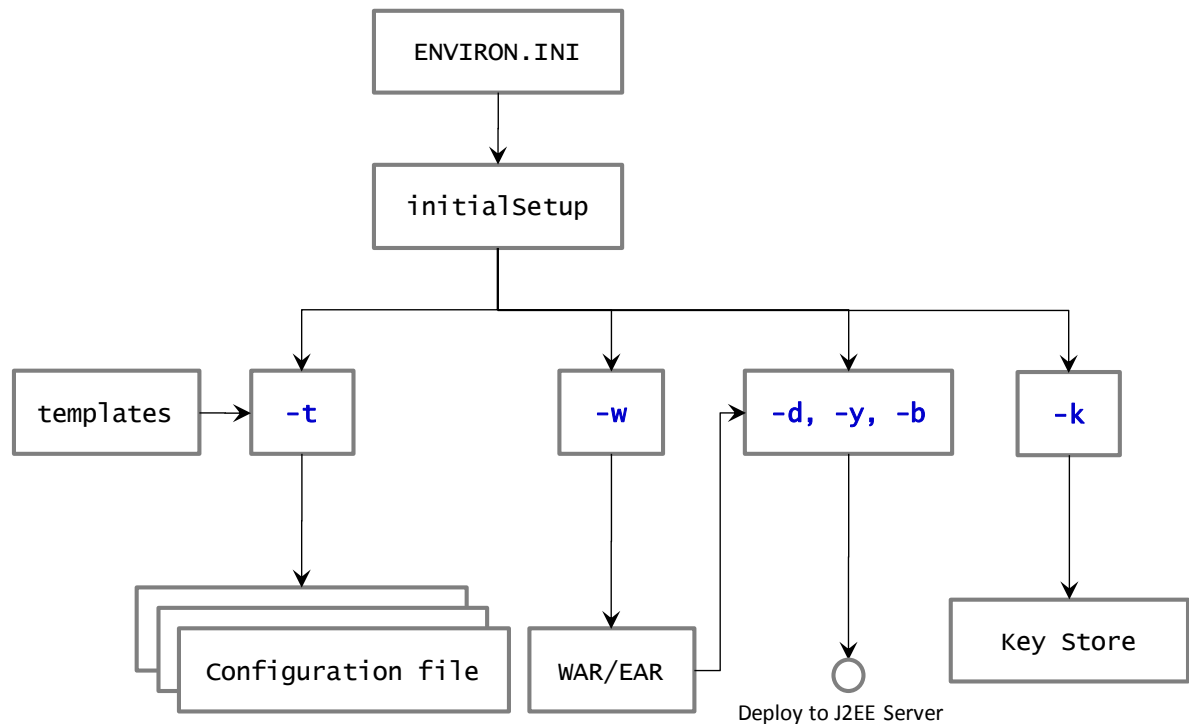 ENVIRON.INI
initialSetup
templates
-t
-w
-d, -y, -b
-k
Configuration file
WAR/EAR
Key Store
Deploy to J2EE Server